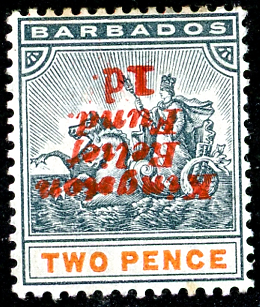 BARBADOS
Kingston
Relief
Fund.
1d.
TWO PENCE